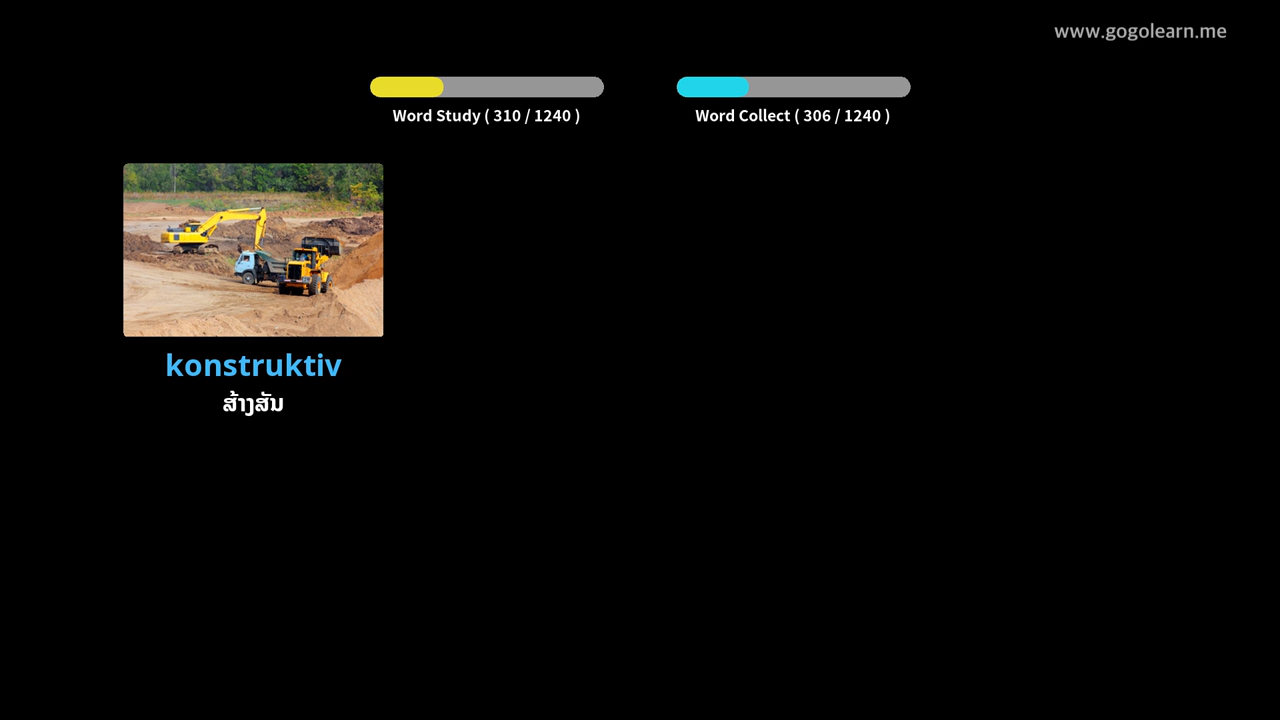 www.gogolearn.me
Word Study ( 310 / 1240 )
Word Collect ( 306 / 1240 )
konstruktiv
ສ້າງສັນ